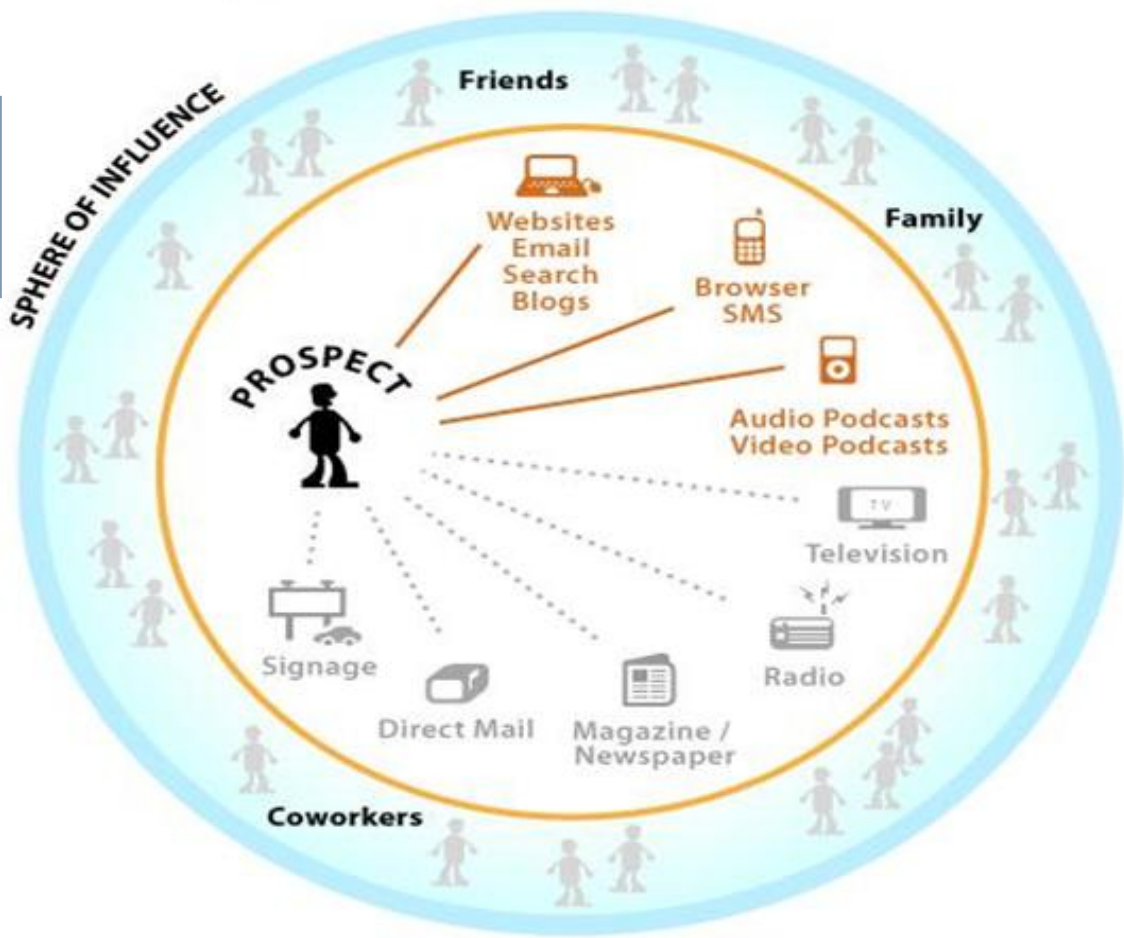 SPHERE OF INFLUENCE
Friends
Family
Websites
Email
Search
Blogs
Browser
SMS
PROSPECT
Audio Podcasts
Video Podcasts
TV
Television
Signage
Radio
Direct Mail
Magazine /
Newspaper
Coworkers